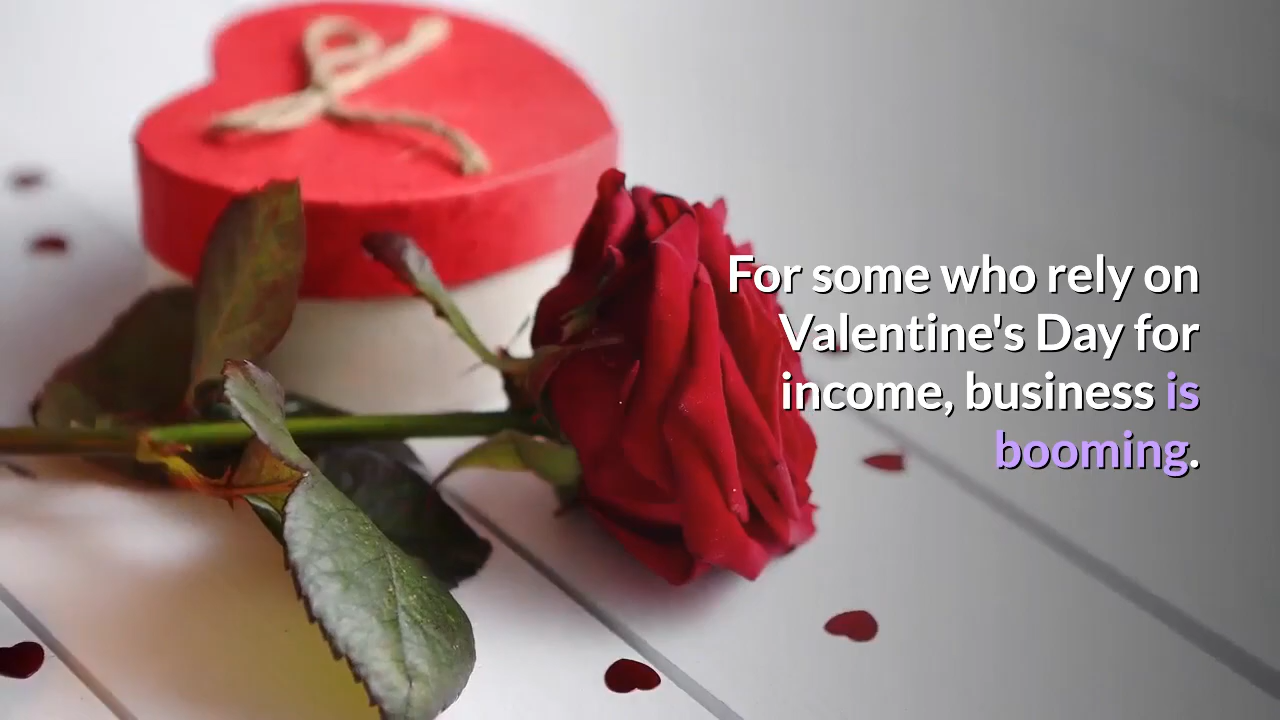 For some who rely on
Valentine's Day for
income, business is
booming.